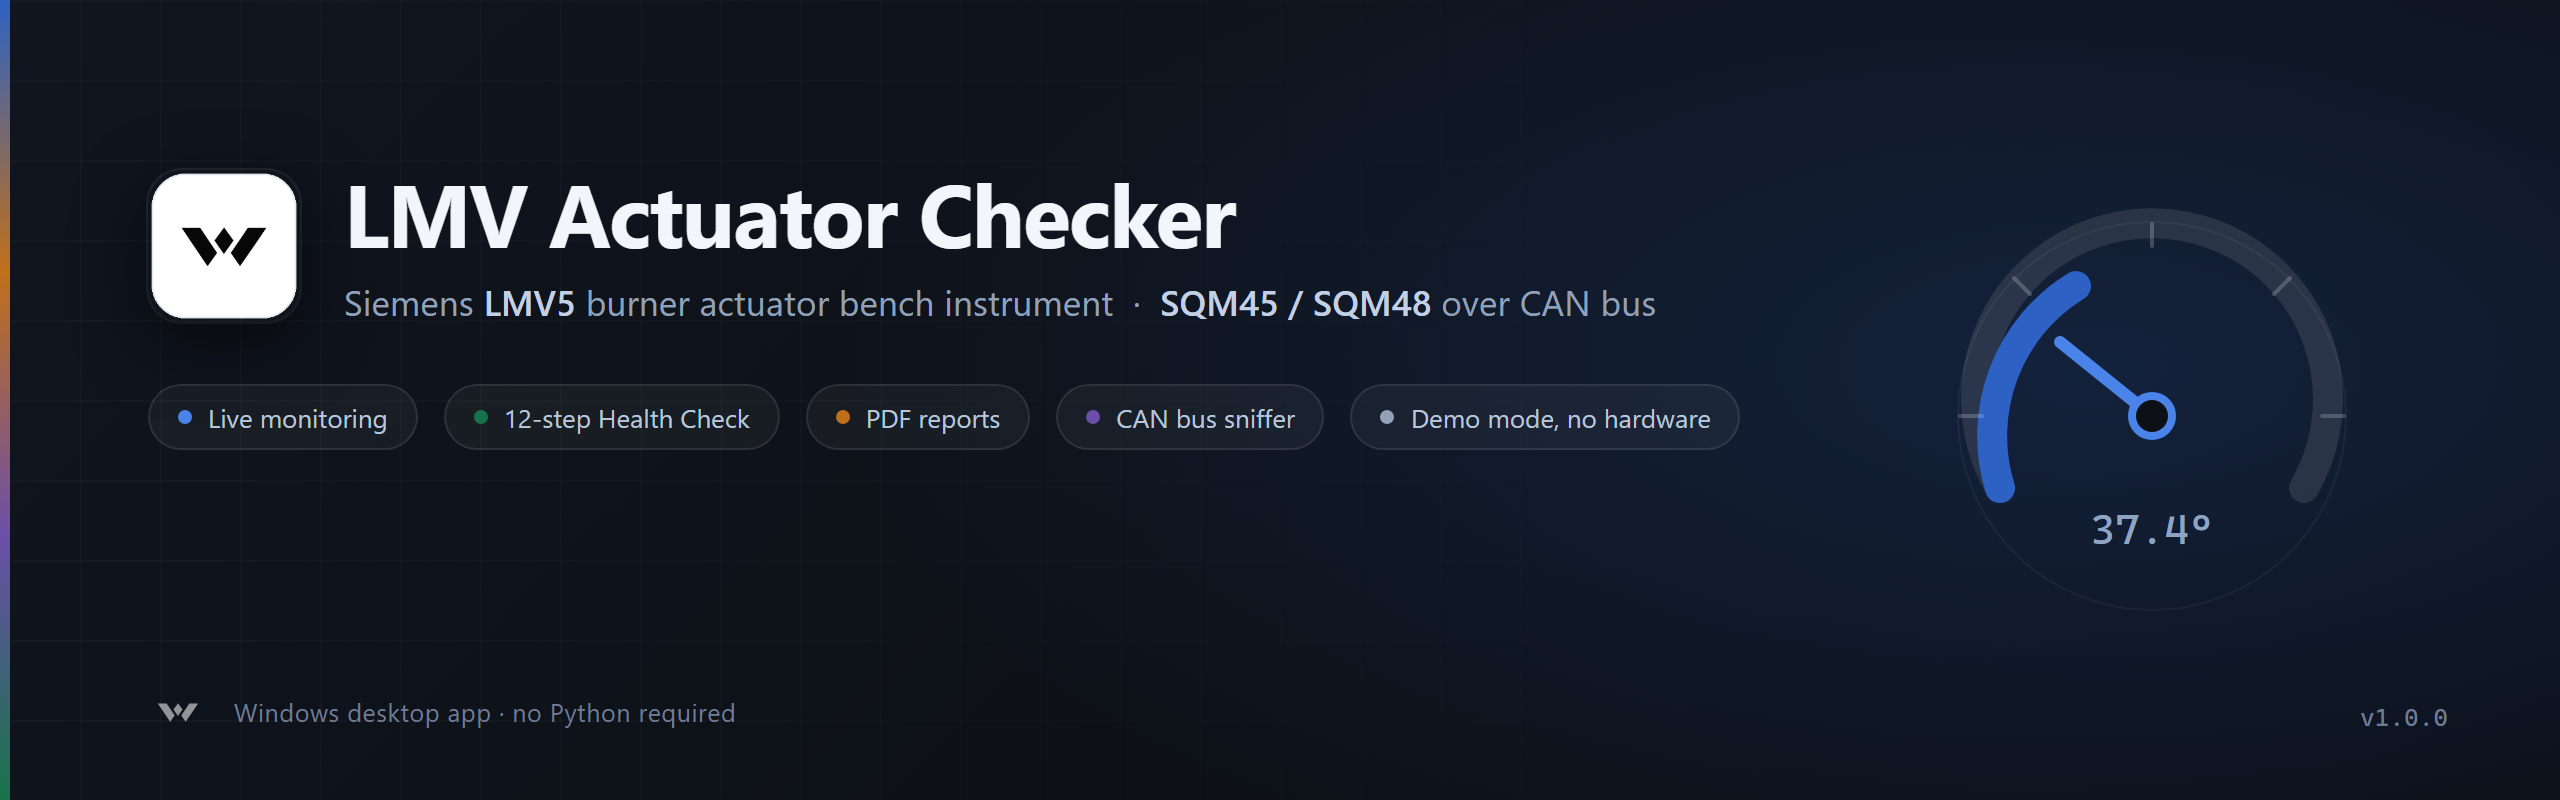 LMV Actuator Checker
Siemens LMV5 burner actuator bench instrument · SQM45 / SQM48 over CAN bus
Live monitoring
12-step Health Check
PDF reports
CAN bus sniffer
Demo mode, no hardware
37.4°
Windows desktop app · no Python required
v1.0.0